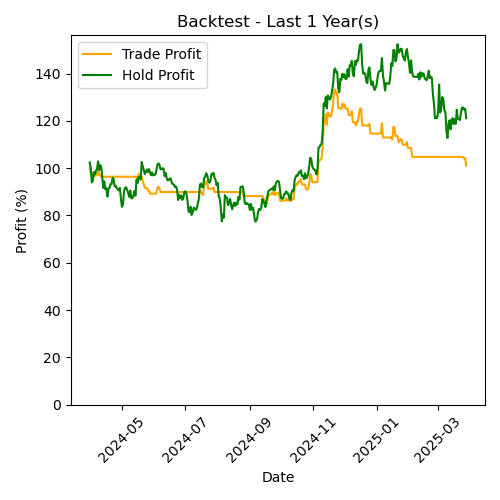 Backtest - Last 1 Year(s)
Trade Profit
Hold Profit
Profit (%)
140
120
100
80
60
40
20
0
2024-05
2024-07
2024-09
2024-11
2025-01
2025-03
Date